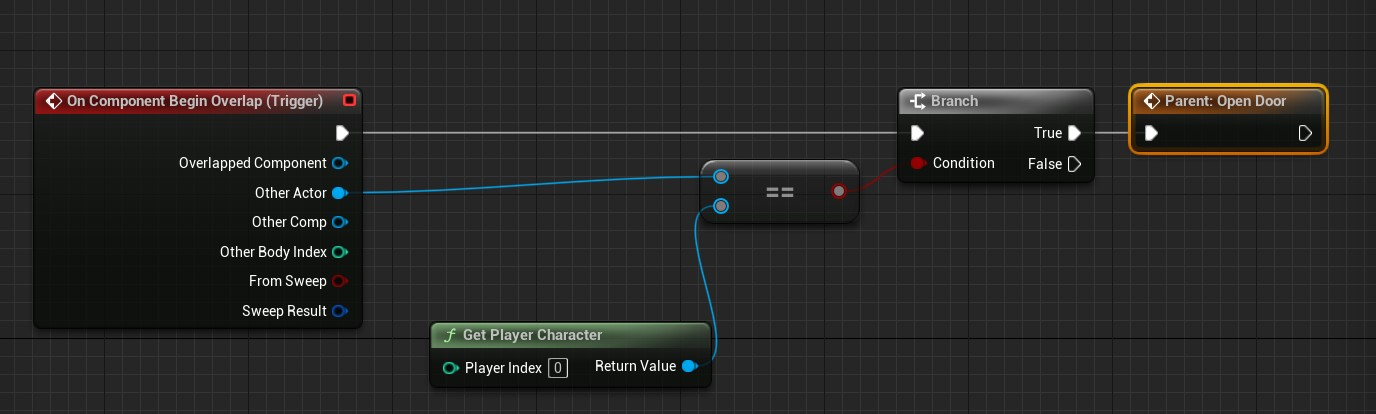 On Component Begin Overlap (Trigger)
Overlapped Component
Other Actor
Other Comp
Other Body Index
From Sweep
Sweep Result
f Get Player Character
Player Index 0 Return Value
==
Branch
True
Condition False
Parent: Open Door